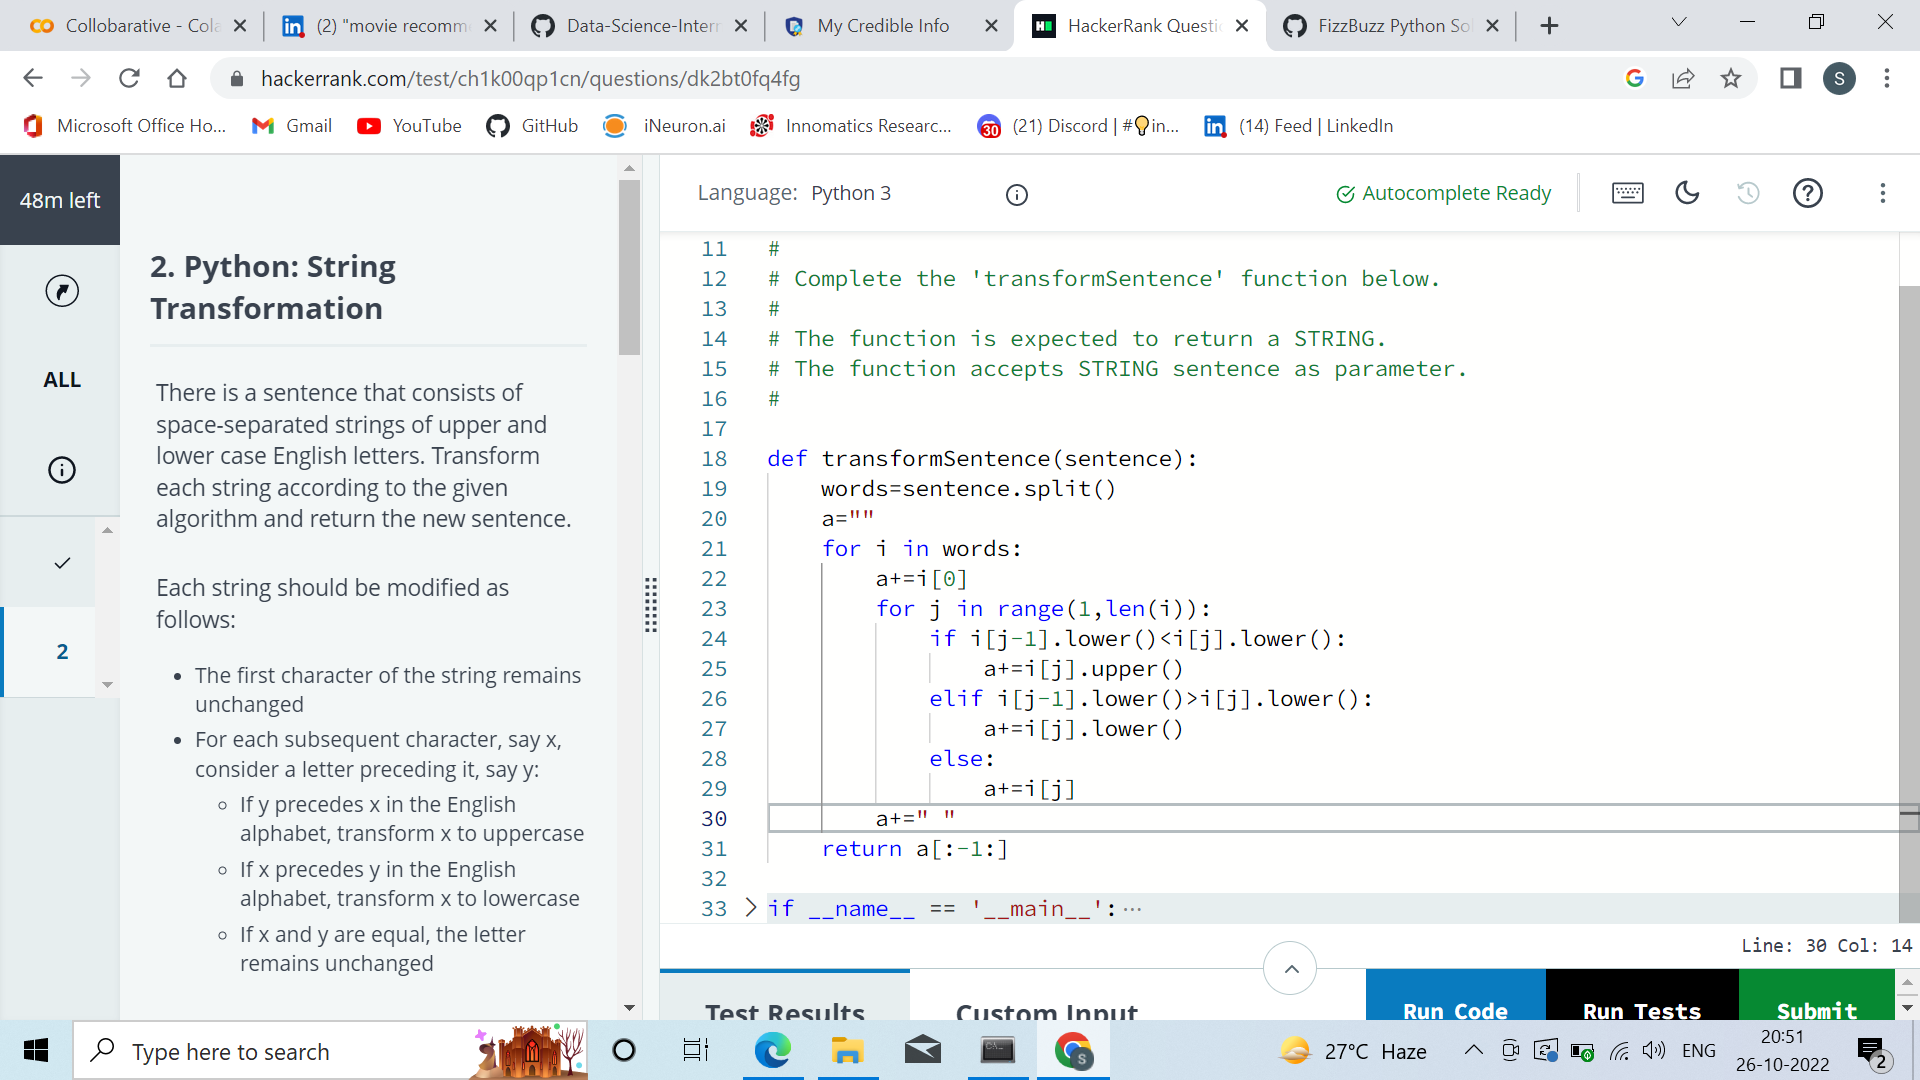 Collobarative - Cola
(2) "movie recomm
Data-Science-Inter
My Credible Info
HackerRank Questi
FizzBuzz Python Sol
hackerrank.com/test/ch1k00qp1cn/questions/dk2bt0fq4fg
S
Microsoft Office Ho...
Gmail
YouTube
GitHub
iNeuron.ai
Innomatics Researc...
30
(21) Discord | #💡in...
(14) Feed | LinkedIn
48m left
ALL
2
2. Python: String
Transformation
There is a sentence that consists of
space-separated strings of upper and
lower case English letters. Transform
each string according to the given
algorithm and return the new sentence.
Each string should be modified as
follows:
• The first character of the string remains
unchanged
• For each subsequent character, say x,
consider a letter preceding it, say y:
◦ If y precedes x in the English
alphabet, transform x to uppercase
◦ If x precedes y in the English
alphabet, transform x to lowercase
◦ If x and y are equal, the letter
remains unchanged
Language: Python 3
Autocomplete Ready
11 #
12 # Complete the 'transformSentence' function below.
13 #
14 # The function is expected to return a STRING.
15 # The function accepts STRING sentence as parameter.
16 #
17
18 def transformSentence(sentence):
19     words=sentence.split()
20     a=""
21     for i in words:
22         a+=i[0]
23         for j in range(1,len(i)):
24             if i[j-1].lower()<i[j].lower():
25                 a+=i[j].upper()
26             elif i[j-1].lower()>i[j].lower():
27                 a+=i[j].lower()
28             else:
29                 a+=i[j]
30         a+=" "
31     return a[:-1:]
32
33 if __name__ == '__main__':···
Line: 30 Col: 14
Test Results
Custom Input
Run Code
Run Tests
Submit
Type here to search
27°C Haze
ENG
20:51
26-10-2022
2